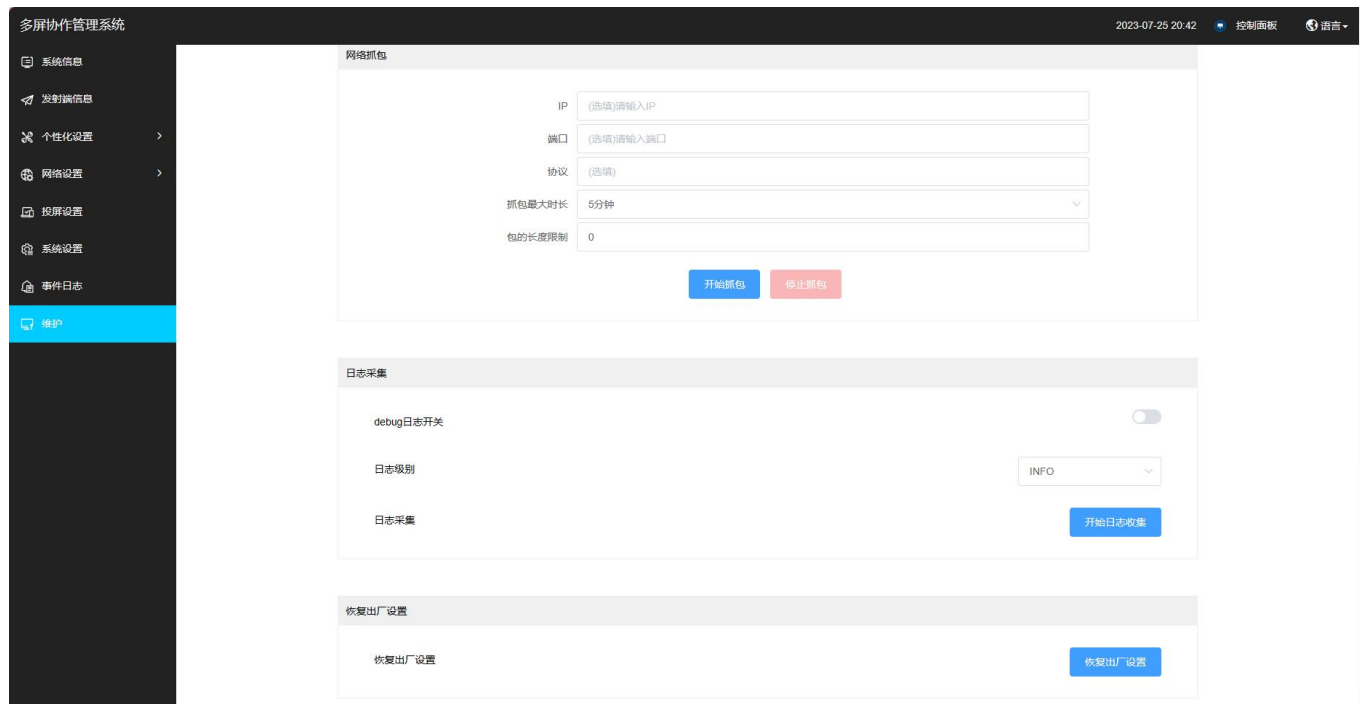 多屏协作管理系统
2023-07-25 20:42 控制面板 语言
系统信息
发射端信息
个性化设置
网络设置
投屏设置
系统设置
事件日志
维护
网络抓包
IP (选填)请输入IP
端口 (选填)请输入端口
协议 (选填)
抓包最大时长 5分钟
包的长度限制 0
开始抓包 停止抓包
日志采集
debug日志开关
日志级别 INFO
日志采集 开始日志收集
恢复出厂设置
恢复出厂设置 恢复出厂设置